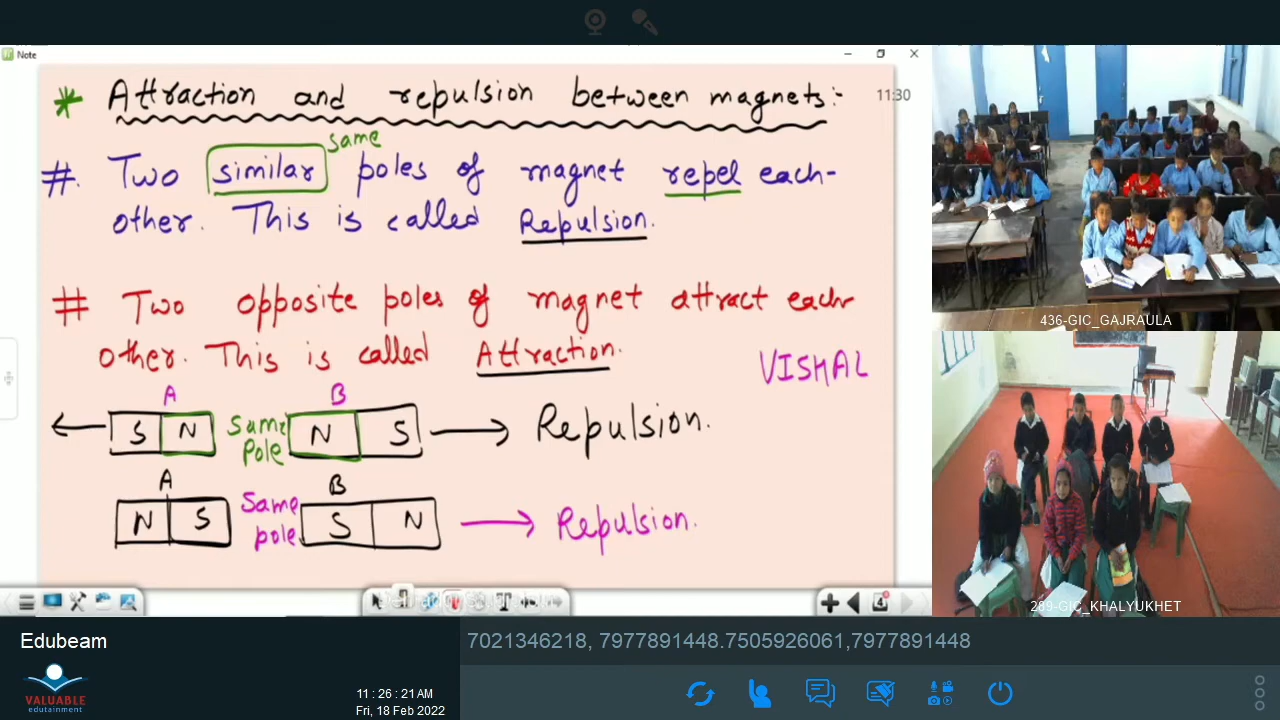 Note
* Attraction and repulsion between magnets:-
11:30
same
#. Two similar poles of magnet repel each-
other. This is called Repulsion.
# Two opposite poles of magnet attract each
other. This is called Attraction.
VISHAL
A B
S N Same Pole N S → Repulsion.
A B
N S Same pole S N → Repulsion.
4
436-GIC_GAJRAULA
289-GIC_KHALYUKHET
Edubeam
7021346218, 7977891448.7505926061,7977891448
VALUABLE
edutainment
11 : 26 : 21 AM
Fri, 18 Feb 2022